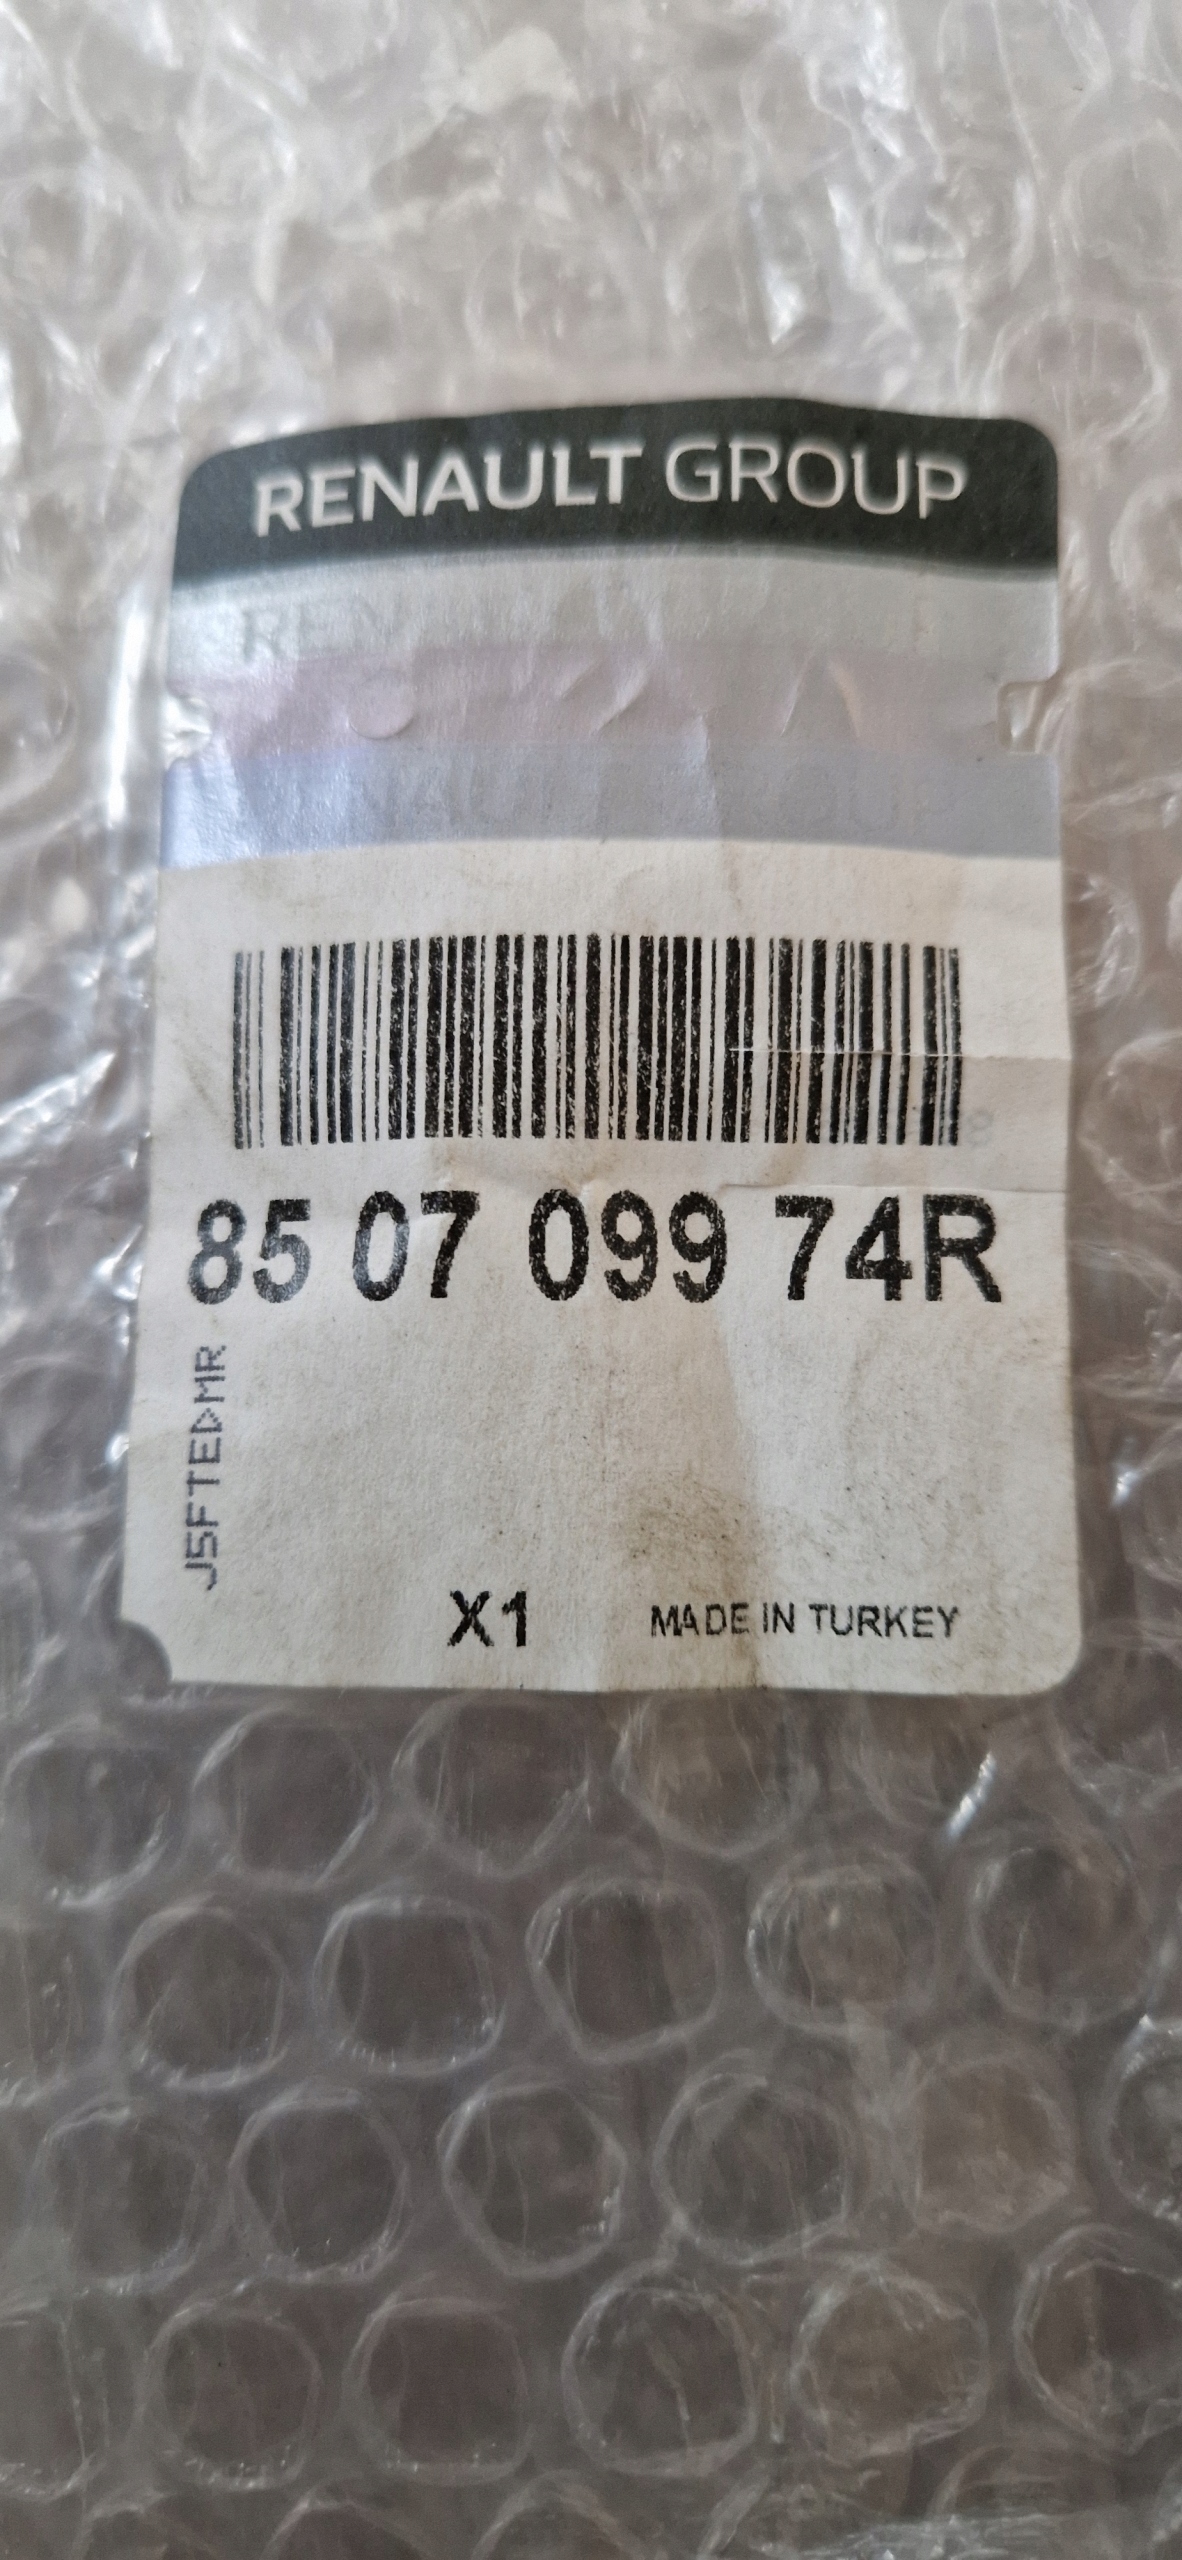 RENAULT GROUP
85 07 099 74R
J5FTEDMR
X1
MADE IN TURKEY